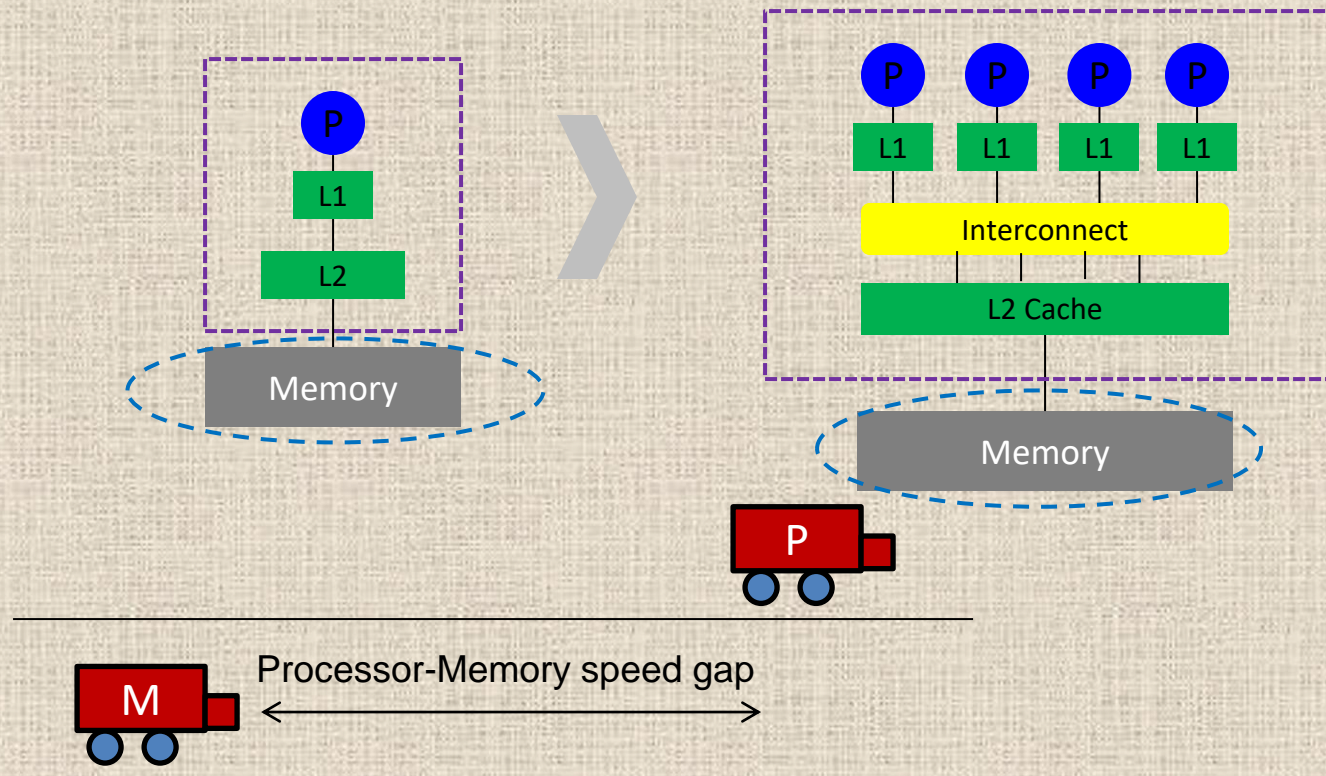 P
L1
L2
Memory
P P P P
L1 L1 L1 L1
Interconnect
L2 Cache
Memory
P
Processor-Memory speed gap
M